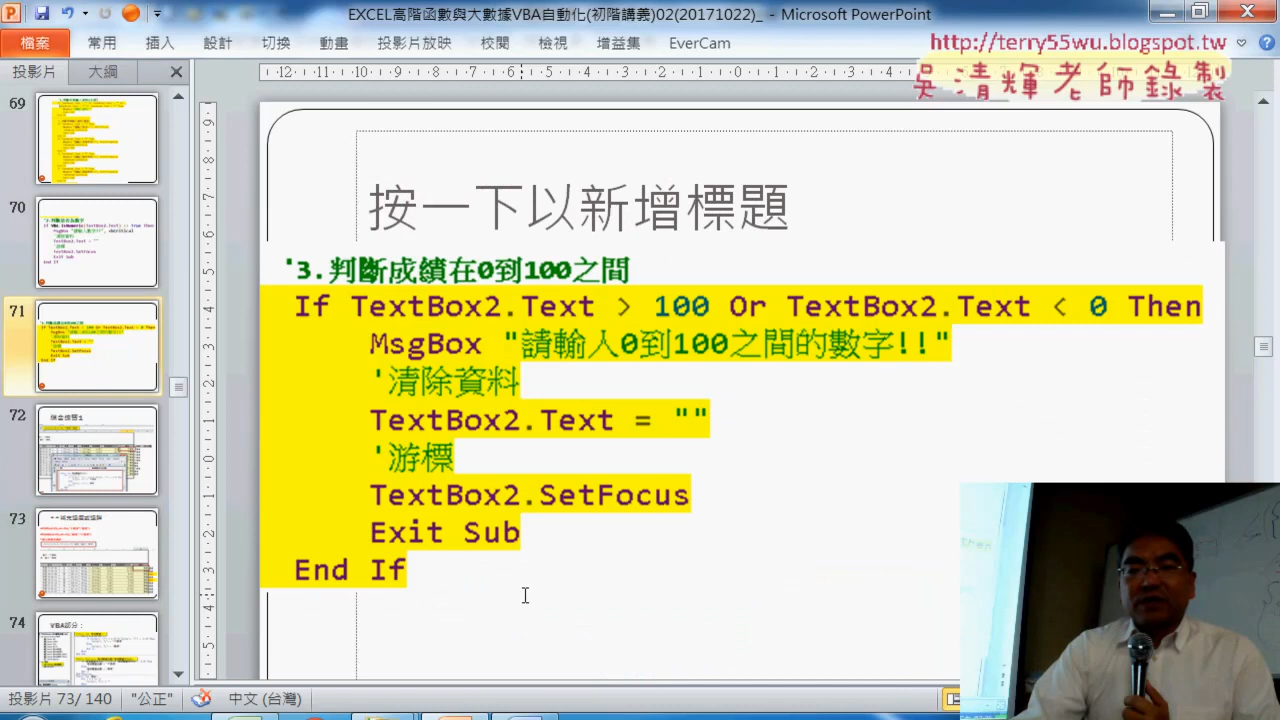 EXCEL高階函數與大數據VBA自動化(初階講義)02(20171022)_ - Microsoft PowerPoint
檔案 常用 插入 設計 切換 動畫 投影片放映 校閱 檢視 增益集 EverCam
http://terry55wu.blogspot.tw
吳清輝老師錄製
投影片 大綱
69
70
71
72
73
74
按一下以新增標題
'3.判斷成績在0到100之間
If TextBox2.Text > 100 Or TextBox2.Text < 0 Then
MsgBox "請輸入0到100之間的數字!!"
'清除資料
TextBox2.Text = ""
'游標
TextBox2.SetFocus
Exit Sub
End If
VBA部分：
投影片 73/ 140 "公正" 中文 (台灣)